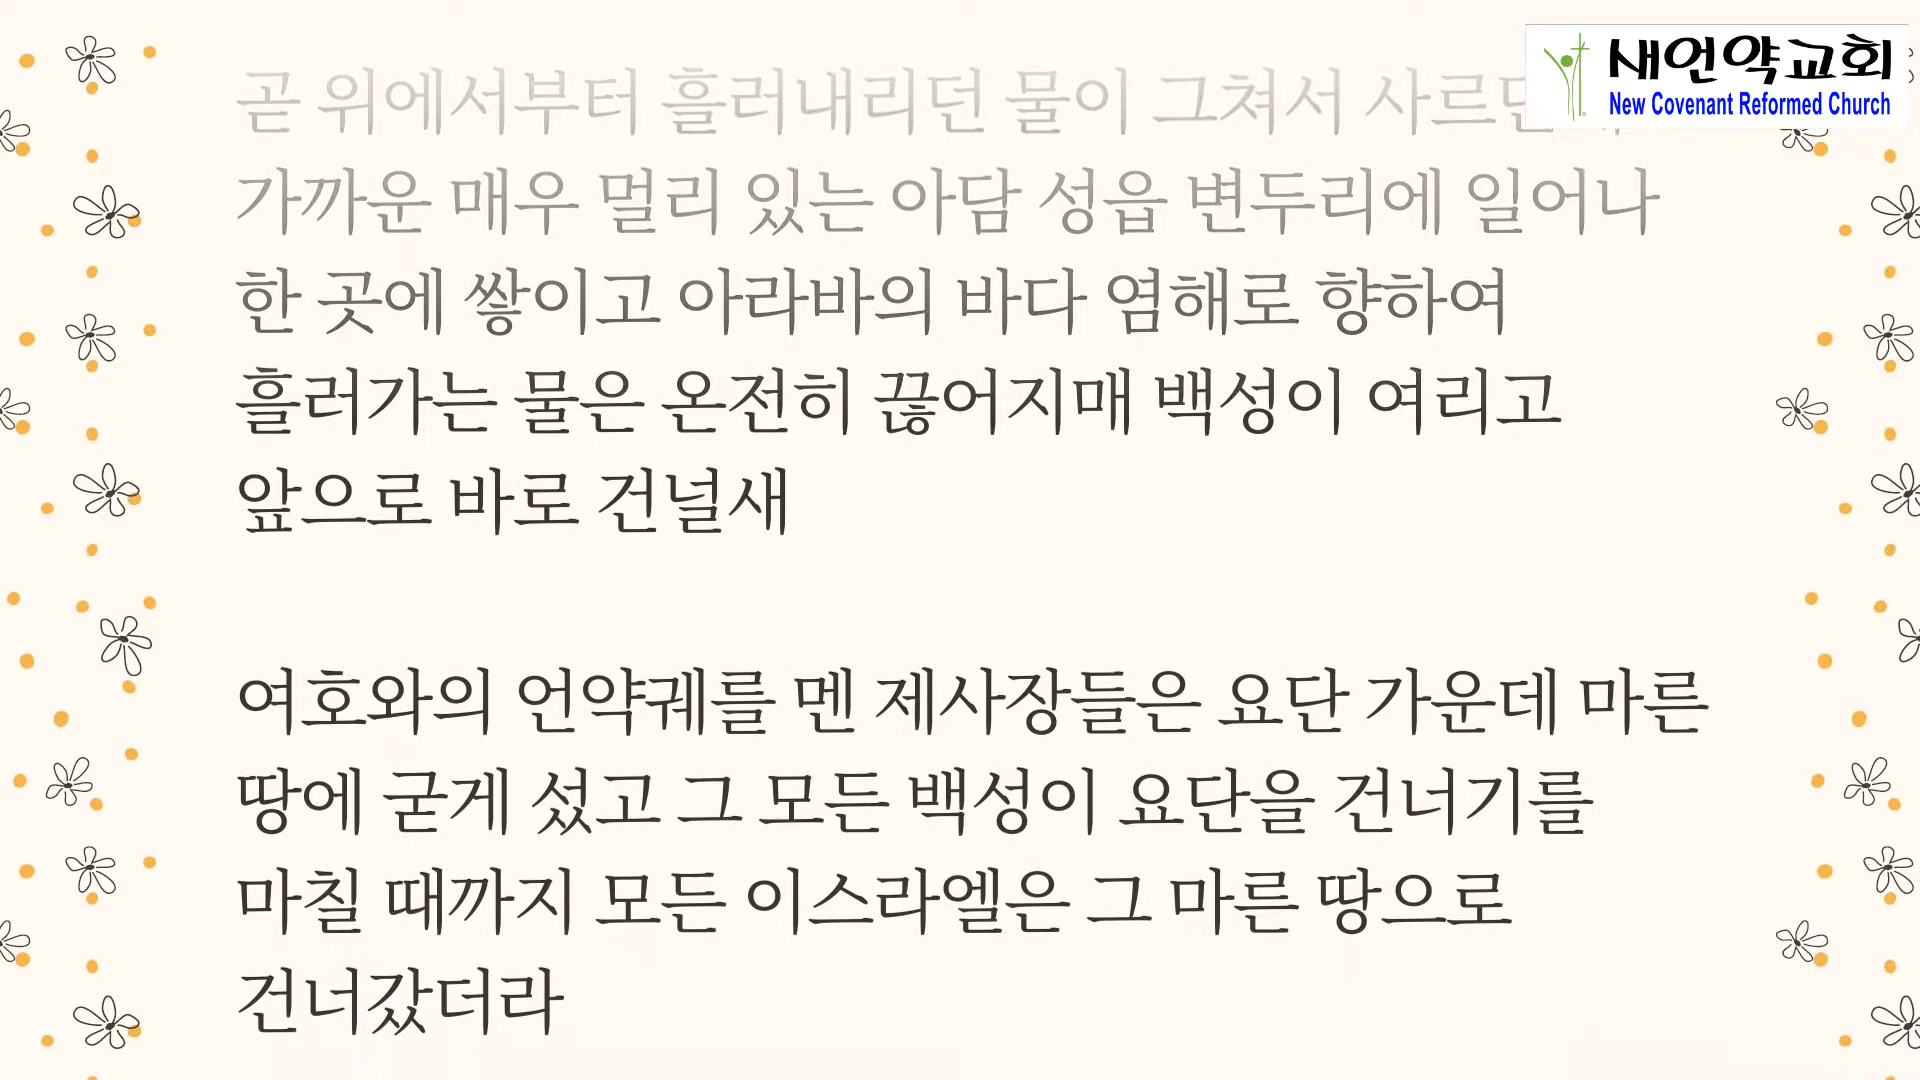 새언약교회
New Covenant Reformed Church
곧 위에서부터 흘러내리던 물이 그쳐서
가까운 매우 멀리 있는 아담 성읍 변두리에 일어나
한 곳에 쌓이고 아라바의 바다 염해로 향하여
흘러가는 물은 온전히 끊어지매 백성이 여리고
앞으로 바로 건널새
여호와의 언약궤를 멘 제사장들은 요단 가운데 마른
땅에 굳게 섰고 그 모든 백성이 요단을 건너기를
마칠 때까지 모든 이스라엘은 그 마른 땅으로
건너갔더라